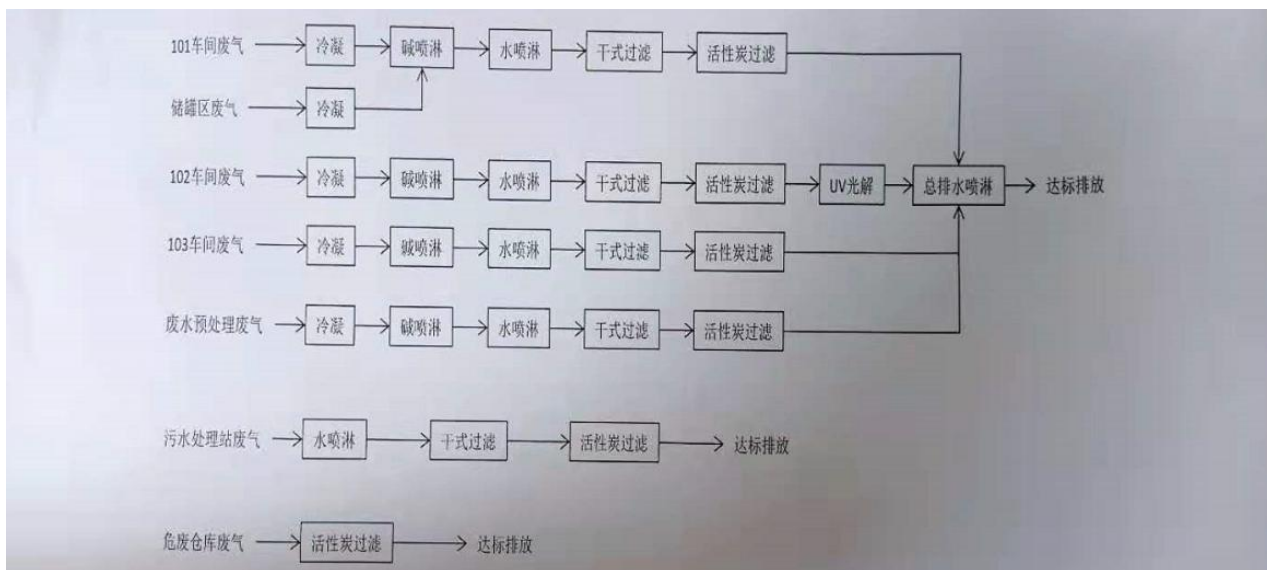 101车间废气 冷凝 碱喷淋 水喷淋 干式过滤 活性炭过滤
储罐区废气 冷凝
102车间废气 冷凝 碱喷淋 水喷淋 干式过滤 活性炭过滤 UV光解 总排水喷淋 达标排放
103车间废气 冷凝 碱喷淋 水喷淋 干式过滤 活性炭过滤
废水预处理废气 冷凝 碱喷淋 水喷淋 干式过滤 活性炭过滤
污水处理站废气 水喷淋 干式过滤 活性炭过滤 达标排放
危废仓库废气 活性炭过滤 达标排放